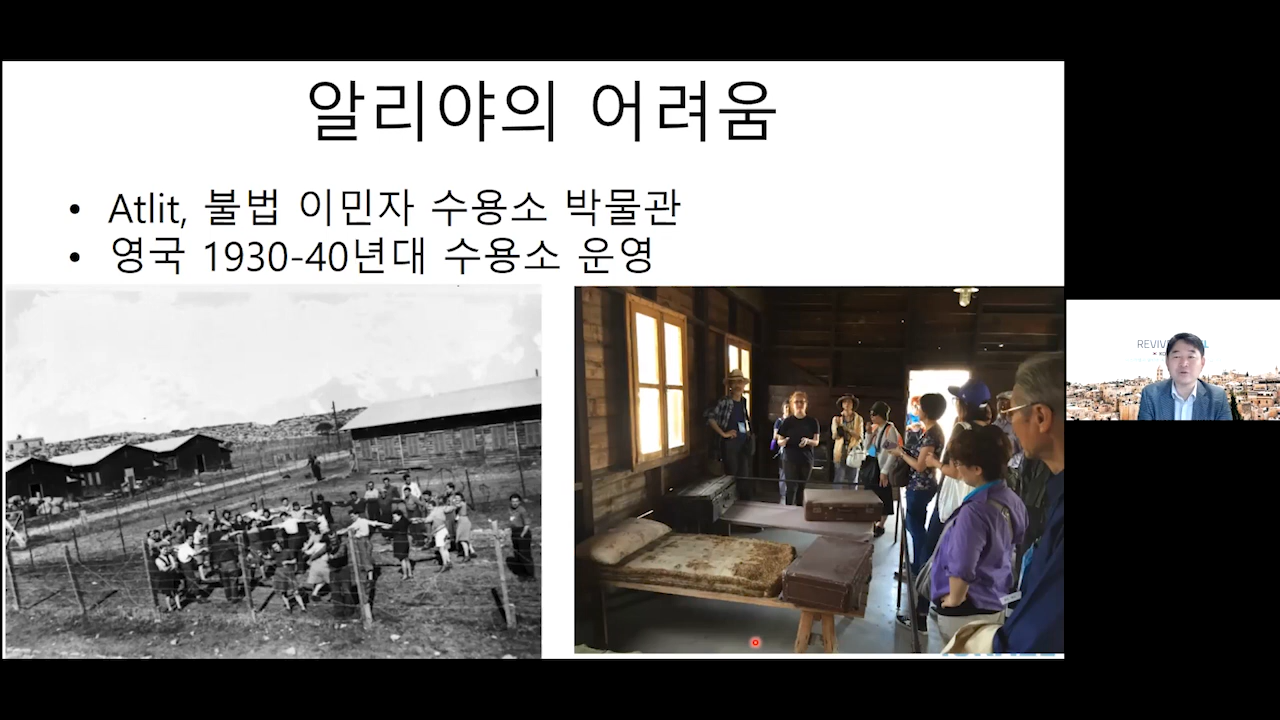 알리야의 어려움
• Atlit, 불법 이민자 수용소 박물관
• 영국 1930-40년대 수용소 운영